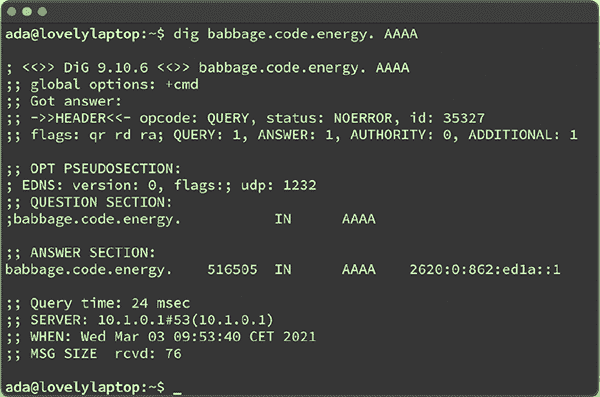 ada@lovelylaptop:~$ dig babbage.code.energy. AAAA
; <<>> DiG 9.10.6 <<>> babbage.code.energy. AAAA
;; global options: +cmd
;; Got answer:
;; ->>HEADER<<- opcode: QUERY, status: NOERROR, id: 35327
;; flags: qr rd ra; QUERY: 1, ANSWER: 1, AUTHORITY: 0, ADDITIONAL: 1
;; OPT PSEUDOSECTION:
; EDNS: version: 0, flags:; udp: 1232
;; QUESTION SECTION:
;babbage.code.energy. IN AAAA
;; ANSWER SECTION:
babbage.code.energy. 516505 IN AAAA 2620:0:862:ed1a::1
;; Query time: 24 msec
;; SERVER: 10.1.0.1#53(10.1.0.1)
;; WHEN: Wed Mar 03 09:53:40 CET 2021
;; MSG SIZE rcvd: 76
ada@lovelylaptop:~$ _